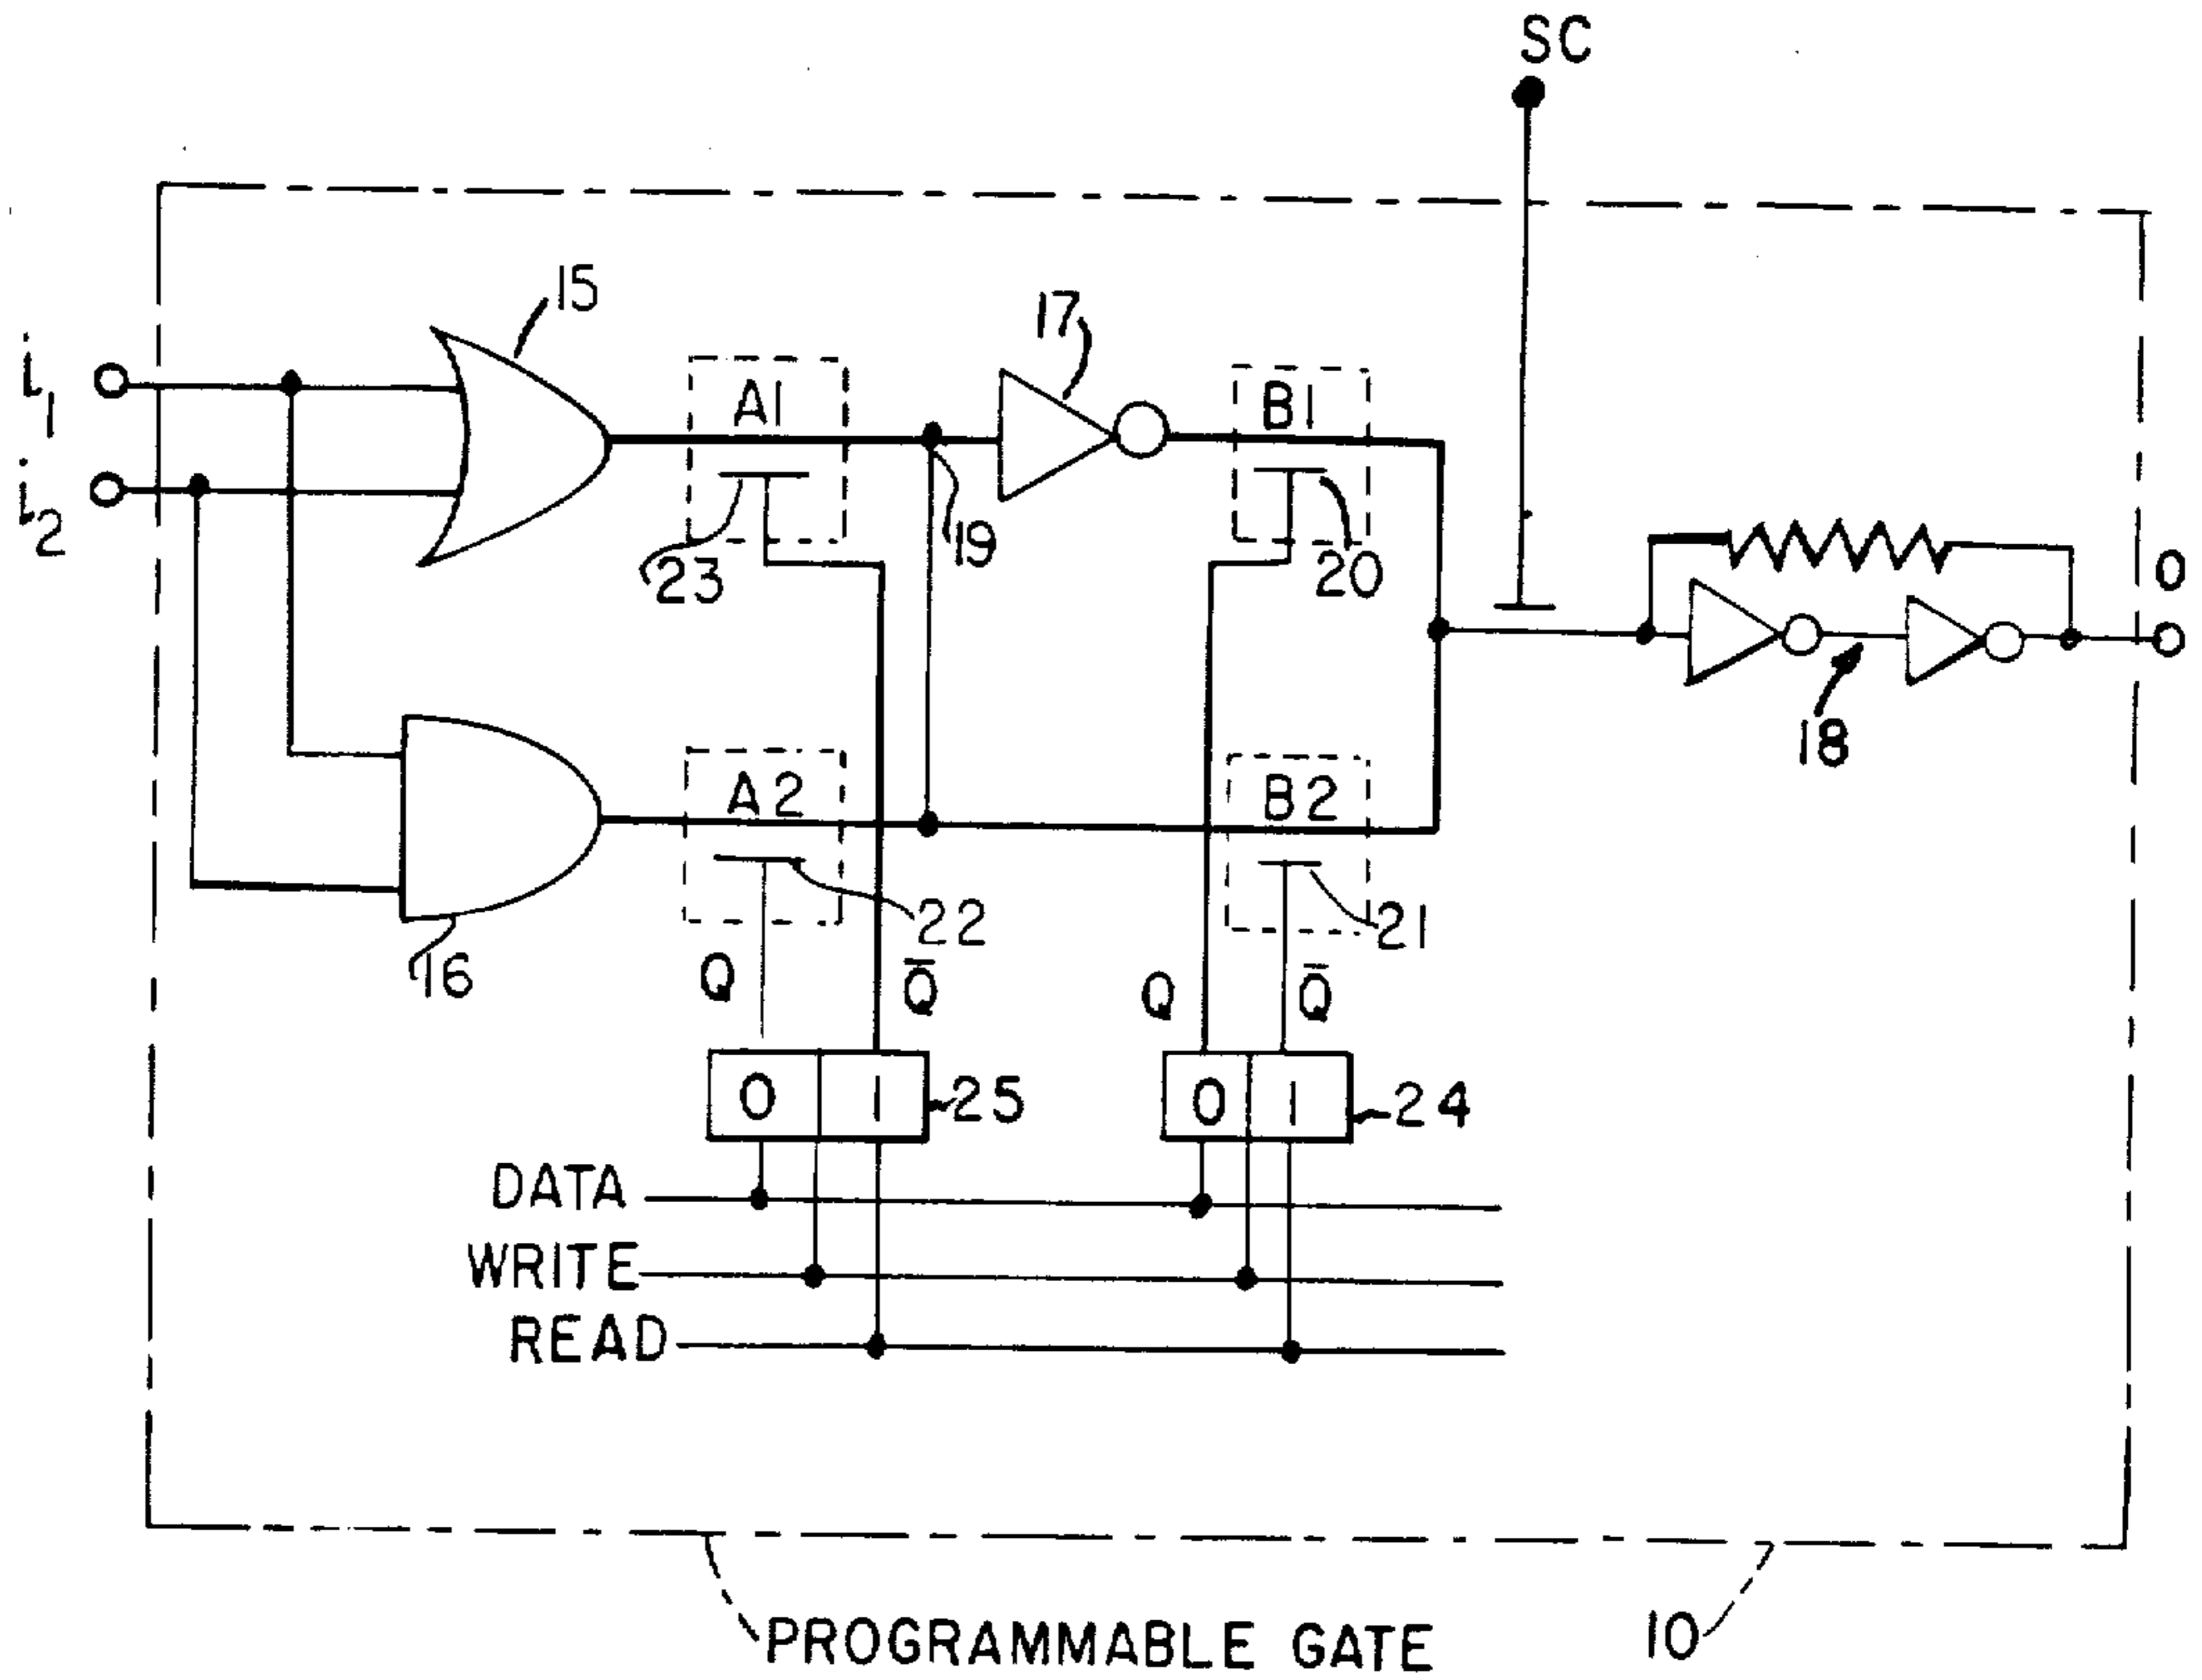 SC
15
17
i1
A1
B1
i2
23
19
20
O
18
A2
B2
22
21
16
Q
Q̅
Q
Q̅
0
1
25
0
1
24
DATA
WRITE
READ
PROGRAMMABLE GATE
10